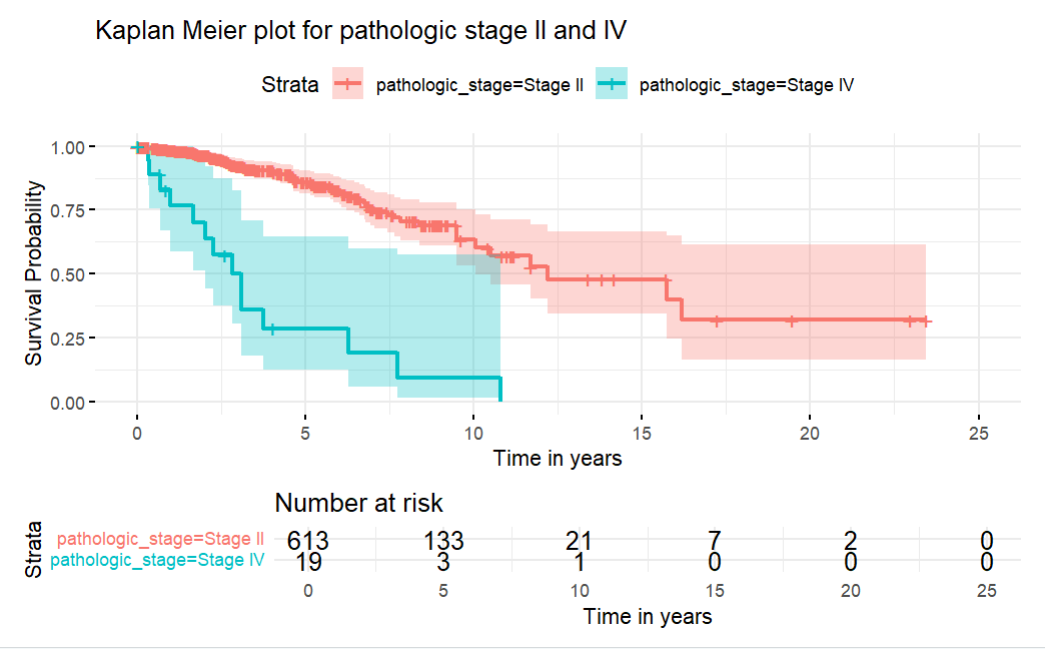 Kaplan Meier plot for pathologic stage II and IV
Strata pathologic_stage=Stage II pathologic_stage=Stage IV
Survival Probability
1.00
0.75
0.50
0.25
0.00
0 5 10 15 20 25
Time in years
Number at risk
Strata
pathologic_stage=Stage II 613 133 21 7 2 0
pathologic_stage=Stage IV 19 3 1 0 0 0
0 5 10 15 20 25
Time in years